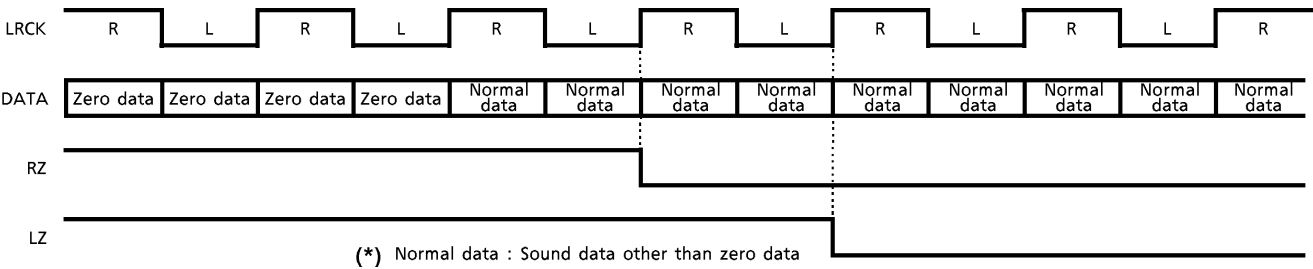 LRCK R L R L R L R L R L R L R
DATA Zero data Zero data Zero data Zero data Normal data Normal data Normal data Normal data Normal data Normal data Normal data Normal data Normal data
RZ
LZ
(*) Normal data : Sound data other than zero data